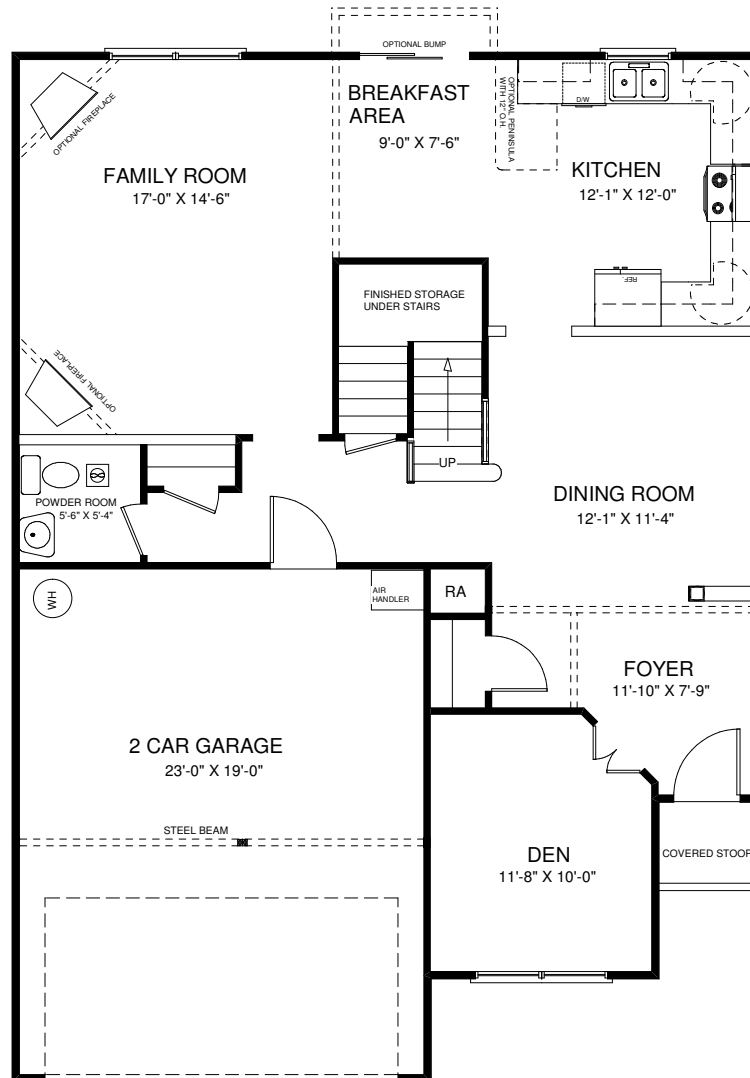 OPTIONAL BUMP
BREAKFAST
AREA
9'-0" X 7'-6"
OPTIONAL PENINSULA
WITH 12" O.H.
D/W
KITCHEN
12'-1" X 12'-0"
REF.
OPTIONAL FIREPLACE
FAMILY ROOM
17'-0" X 14'-6"
FINISHED STORAGE
UNDER STAIRS
OPTIONAL FIREPLACE
UP
POWDER ROOM
5'-6" X 5'-4"
DINING ROOM
12'-1" X 11'-4"
WH
AIR
HANDLER
RA
FOYER
11'-10" X 7'-9"
2 CAR GARAGE
23'-0" X 19'-0"
STEEL BEAM
DEN
11'-8" X 10'-0"
COVERED STOOP